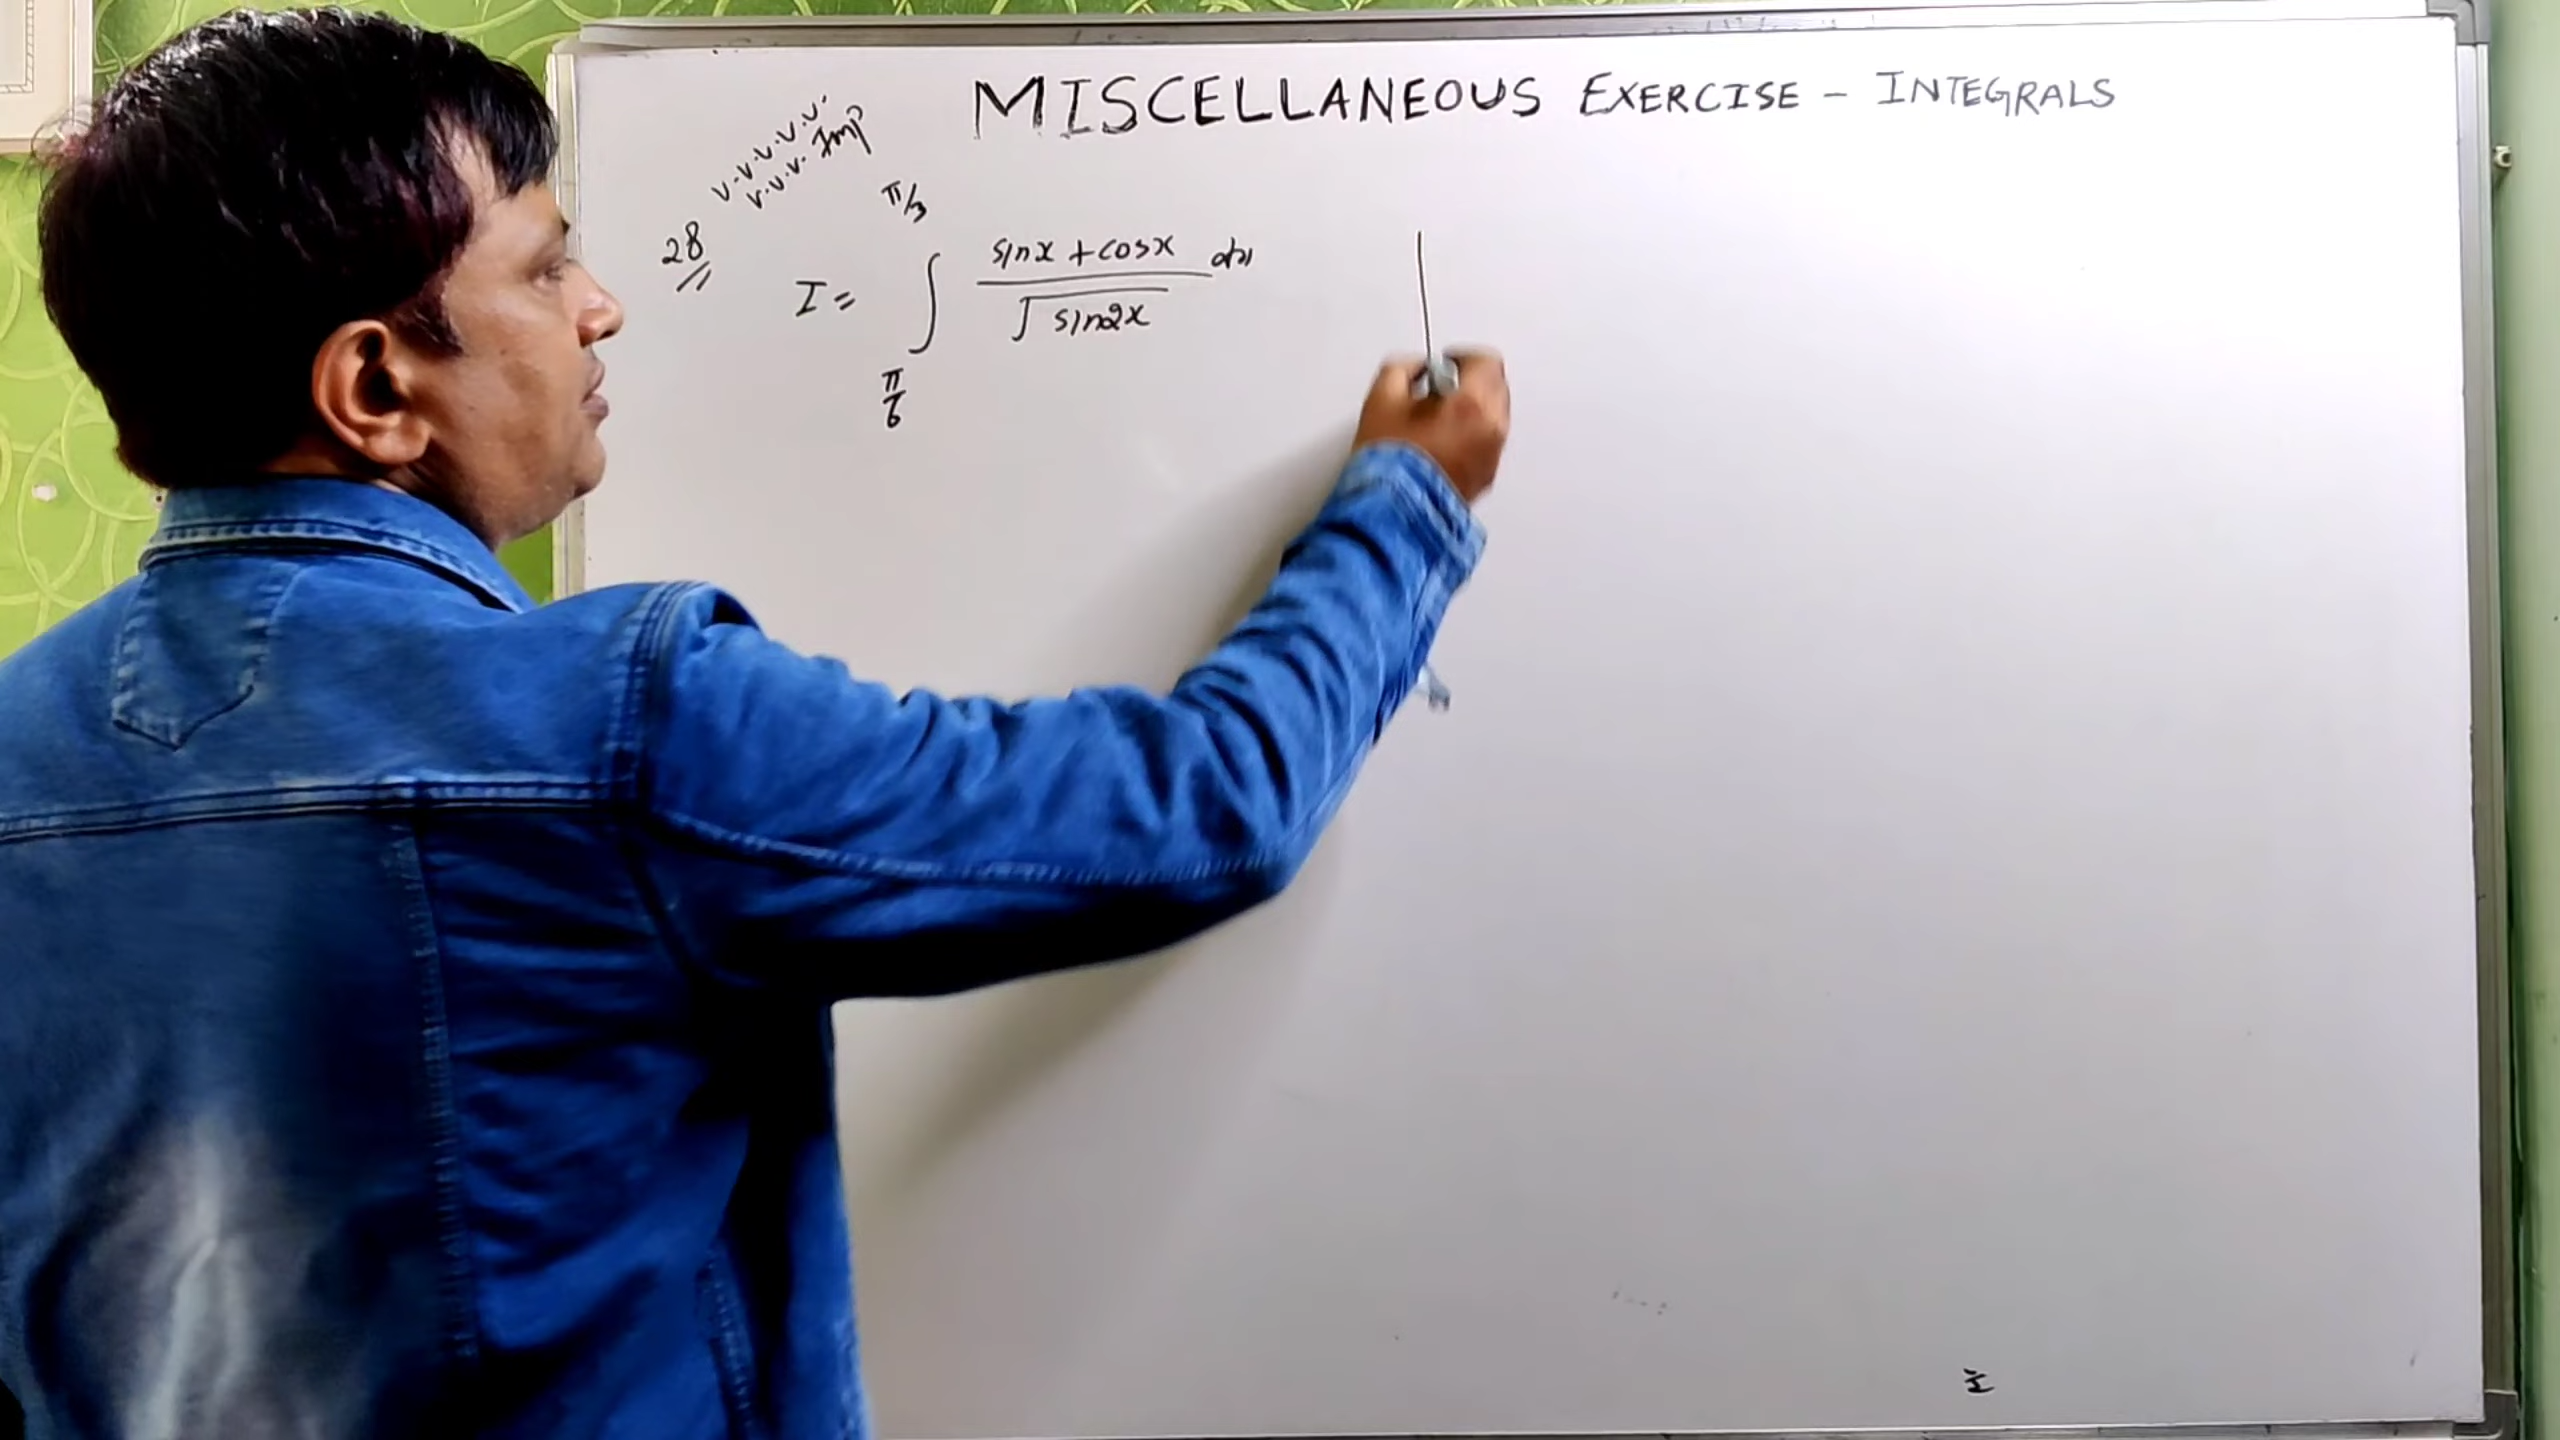 MISCELLANEOUS EXERCISE - INTEGRALS
V.V.V.V.V.
V.V.V. Imp
28
I = ∫_{π/6}^{π/3} (sinx + cosx)/√(sin2x) dx